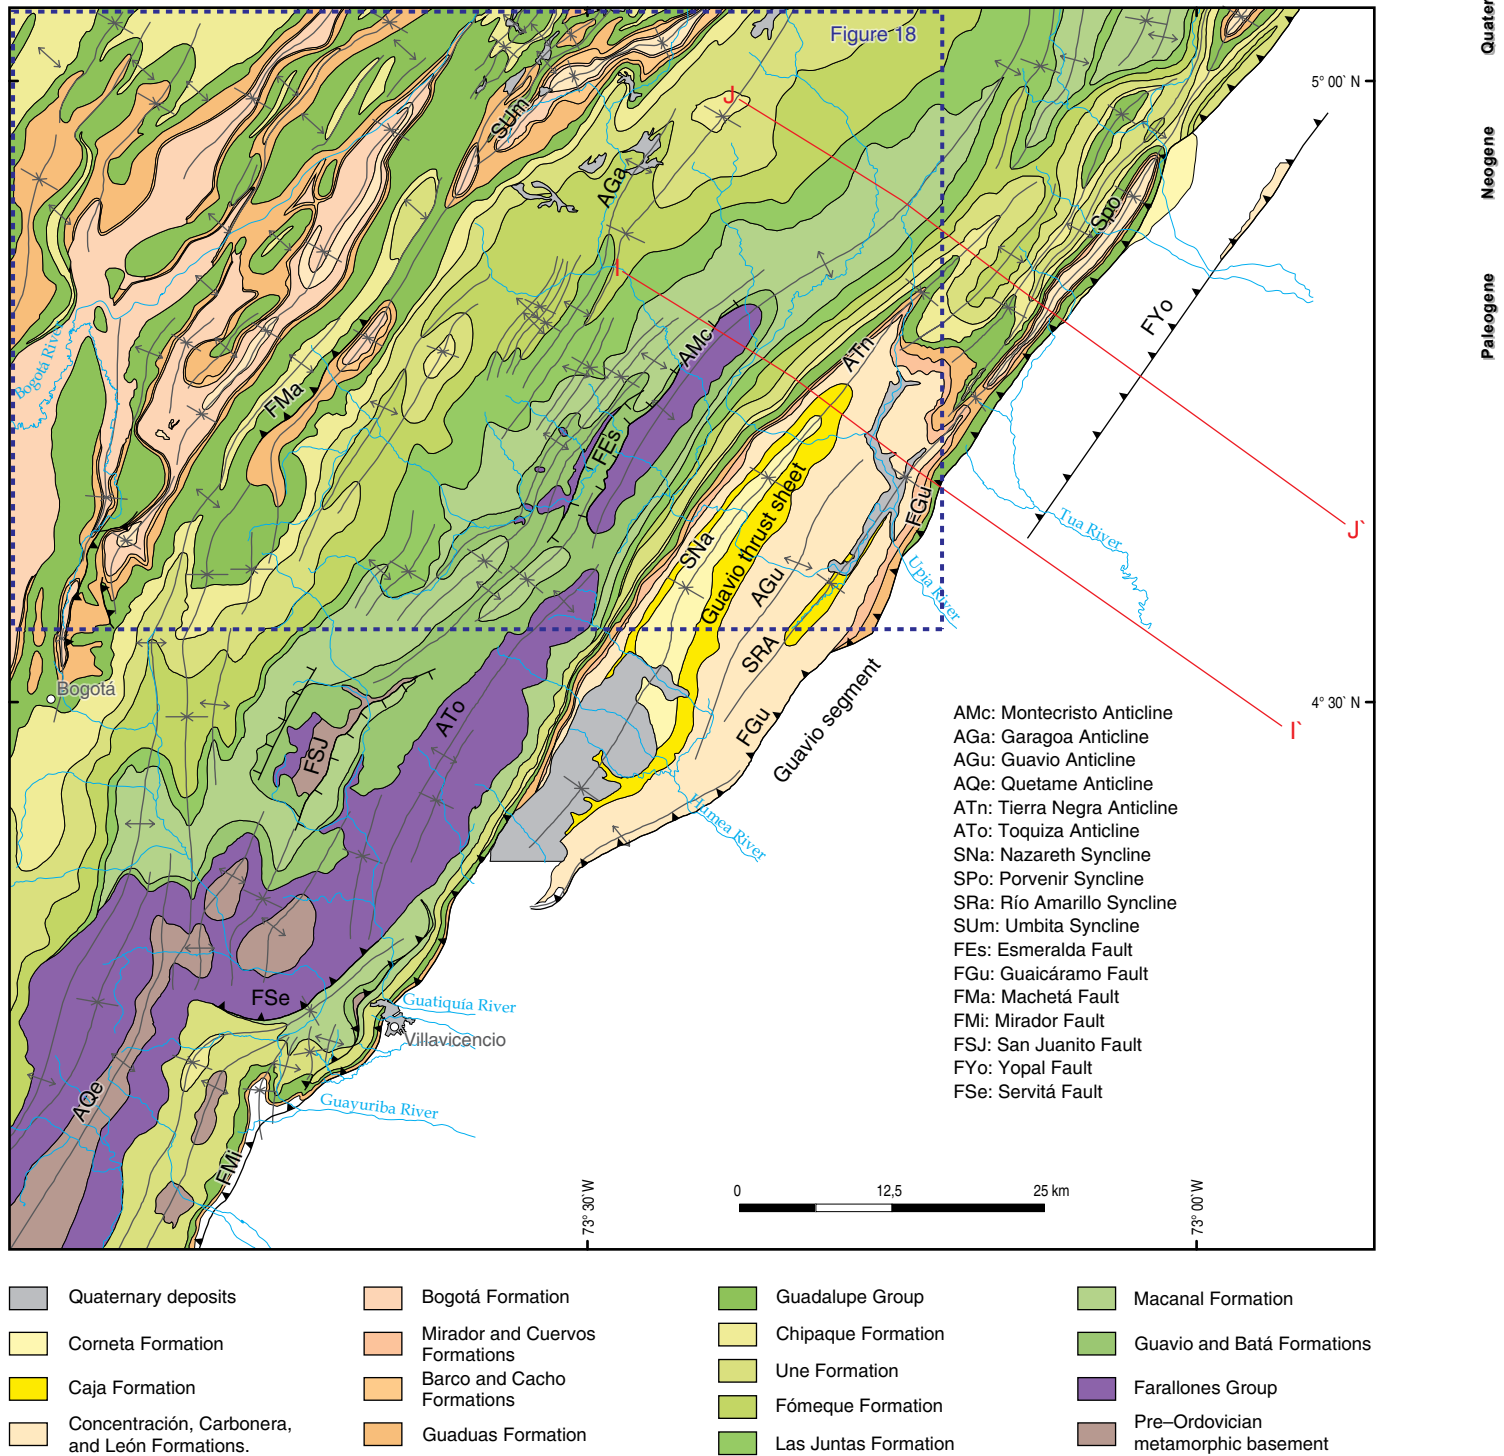 Figure 18
5° 00` N
Quater
Neogene
Paleogene
J
SUm
AGa
Spo
I
FYo
Bogotá River
AMc
ATn
FMa
FEs
FGu
Guavio thrust sheet
SNa
AGu
Tua River
Upía River
SRA
Bogotá
ATo
FSJ
FGu
Guavio segment
J`
4° 30` N
I`
Humea River
AMc: Montecristo Anticline
AGa: Garagoa Anticline
AGu: Guavio Anticline
AQe: Quetame Anticline
ATn: Tierra Negra Anticline
ATo: Toquiza Anticline
SNa: Nazareth Syncline
SPo: Porvenir Syncline
SRa: Río Amarillo Syncline
SUm: Umbita Syncline
FEs: Esmeralda Fault
FGu: Guaicáramo Fault
FMa: Machetá Fault
FMi: Mirador Fault
FSJ: San Juanito Fault
FYo: Yopal Fault
FSe: Servitá Fault
FSe
Guatiquía River
Villavicencio
AQe
Guayuriba River
FMi
0 12,5 25 km
73° 30` W
73° 00` W
Quaternary deposits
Corneta Formation
Caja Formation
Concentración, Carbonera,
and León Formations.
Bogotá Formation
Mirador and Cuervos
Formations
Barco and Cacho
Formations
Guaduas Formation
Guadalupe Group
Chipaque Formation
Une Formation
Fómeque Formation
Las Juntas Formation
Macanal Formation
Guavio and Batá Formations
Farallones Group
Pre–Ordovician
metamorphic basement